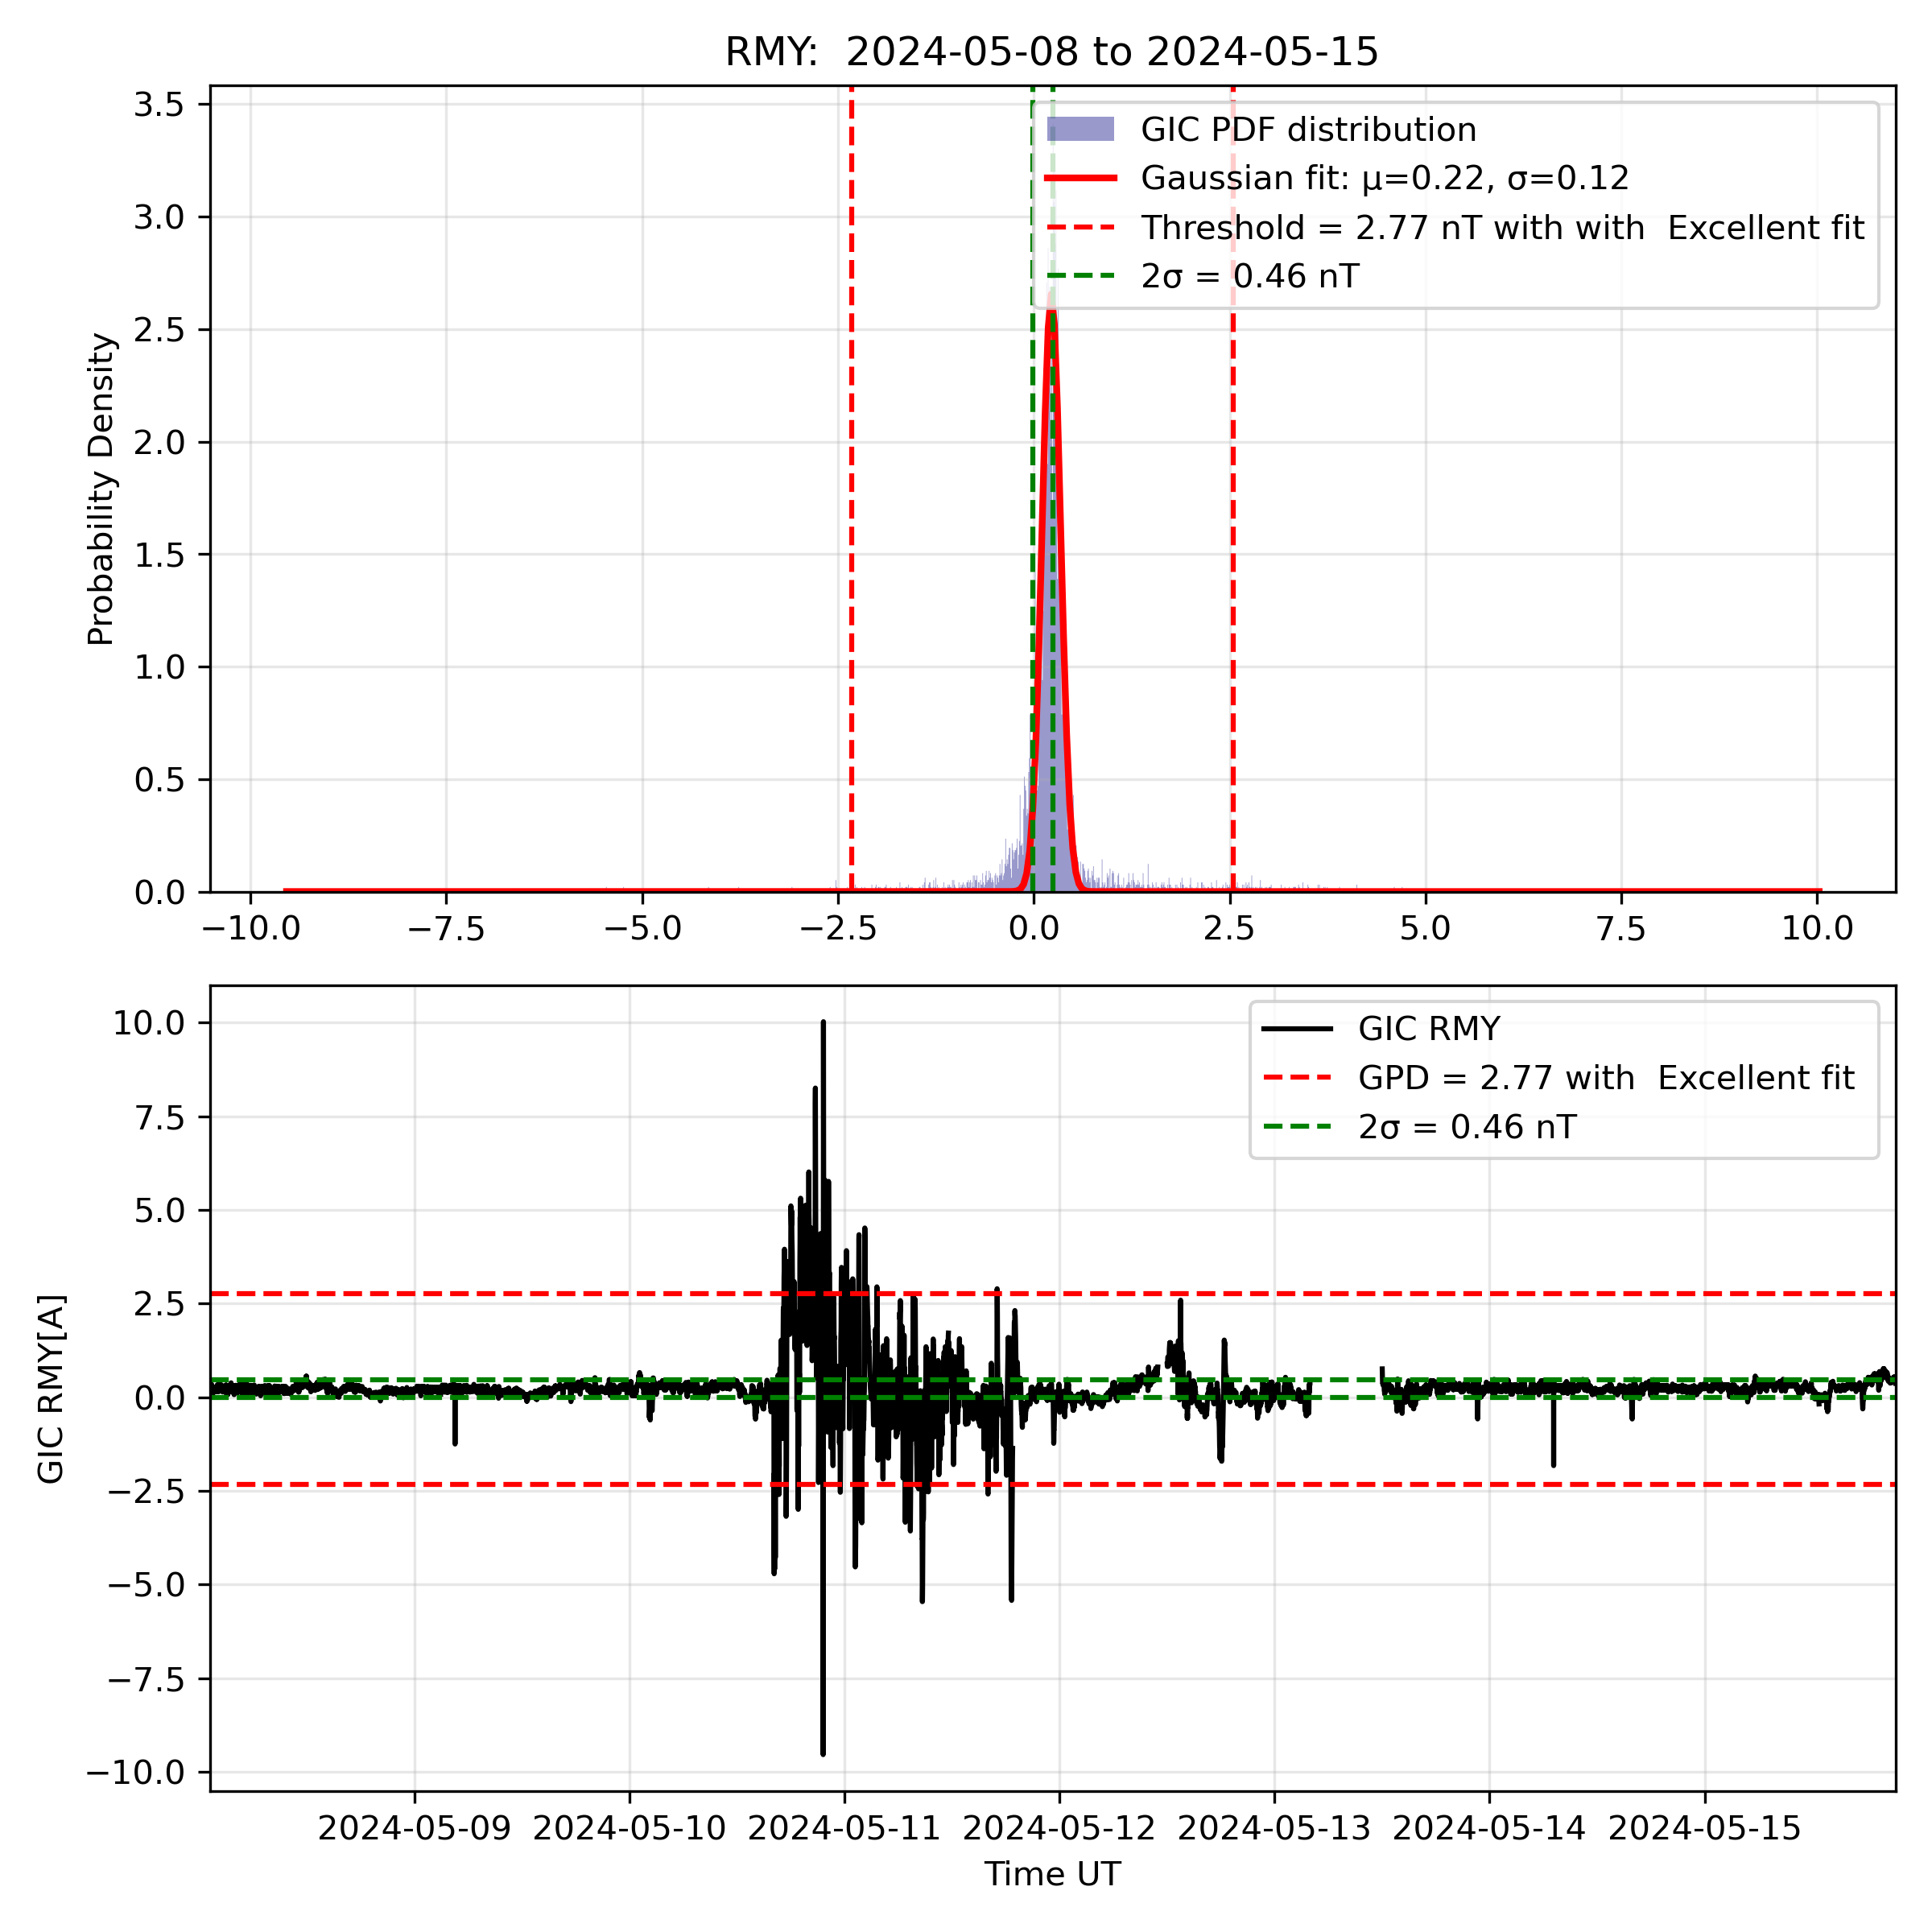 RMY:  2024-05-08 to 2024-05-15
Probability Density
3.5
3.0
2.5
2.0
1.5
1.0
0.5
0.0
GIC PDF distribution
Gaussian fit: μ=0.22, σ=0.12
Threshold = 2.77 nT with with  Excellent fit
2σ = 0.46 nT
−10.0 −7.5 −5.0 −2.5 0.0 2.5 5.0 7.5 10.0
GIC RMY[A]
10.0
7.5
5.0
2.5
0.0
−2.5
−5.0
−7.5
−10.0
GIC RMY
GPD = 2.77 with  Excellent fit
2σ = 0.46 nT
2024-05-09 2024-05-10 2024-05-11 2024-05-12 2024-05-13 2024-05-14 2024-05-15
Time UT